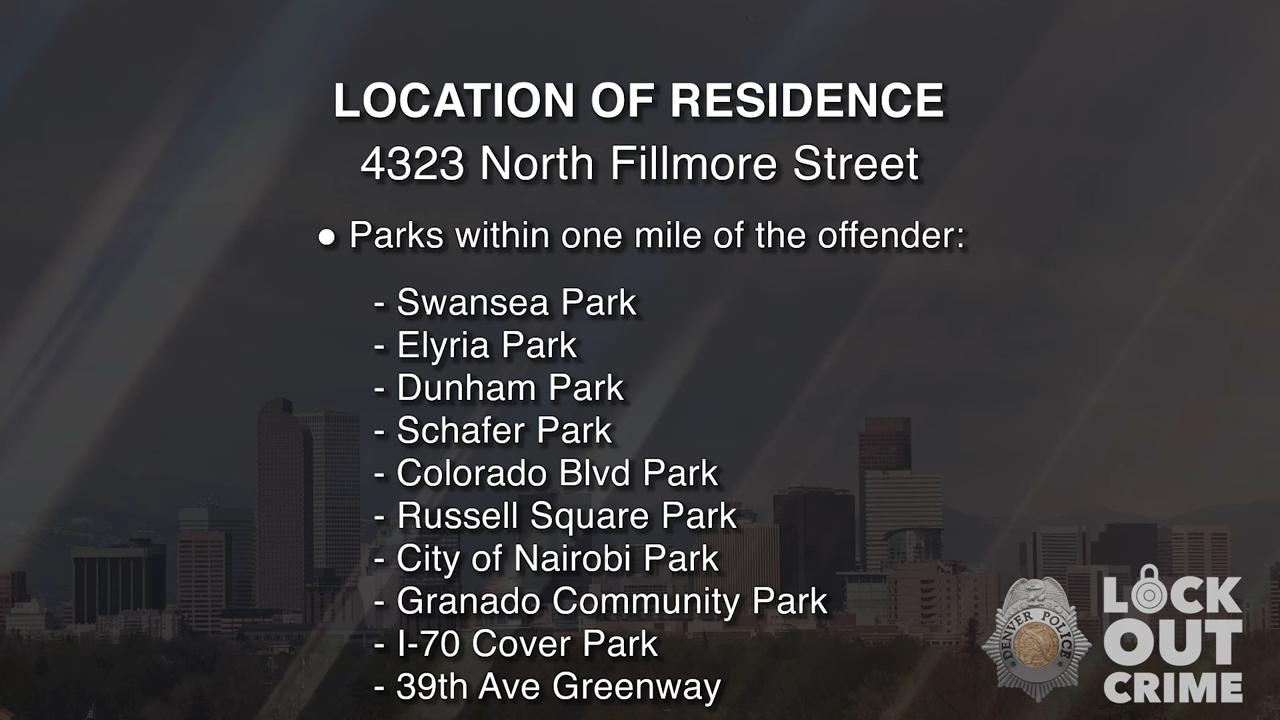 LOCATION OF RESIDENCE
4323 North Fillmore Street
● Parks within one mile of the offender:
- Swansea Park
- Elyria Park
- Dunham Park
- Schafer Park
- Colorado Blvd Park
- Russell Square Park
- City of Nairobi Park
- Granado Community Park
- I-70 Cover Park
- 39th Ave Greenway
DENVER POLICE
LOCK
OUT
CRIME